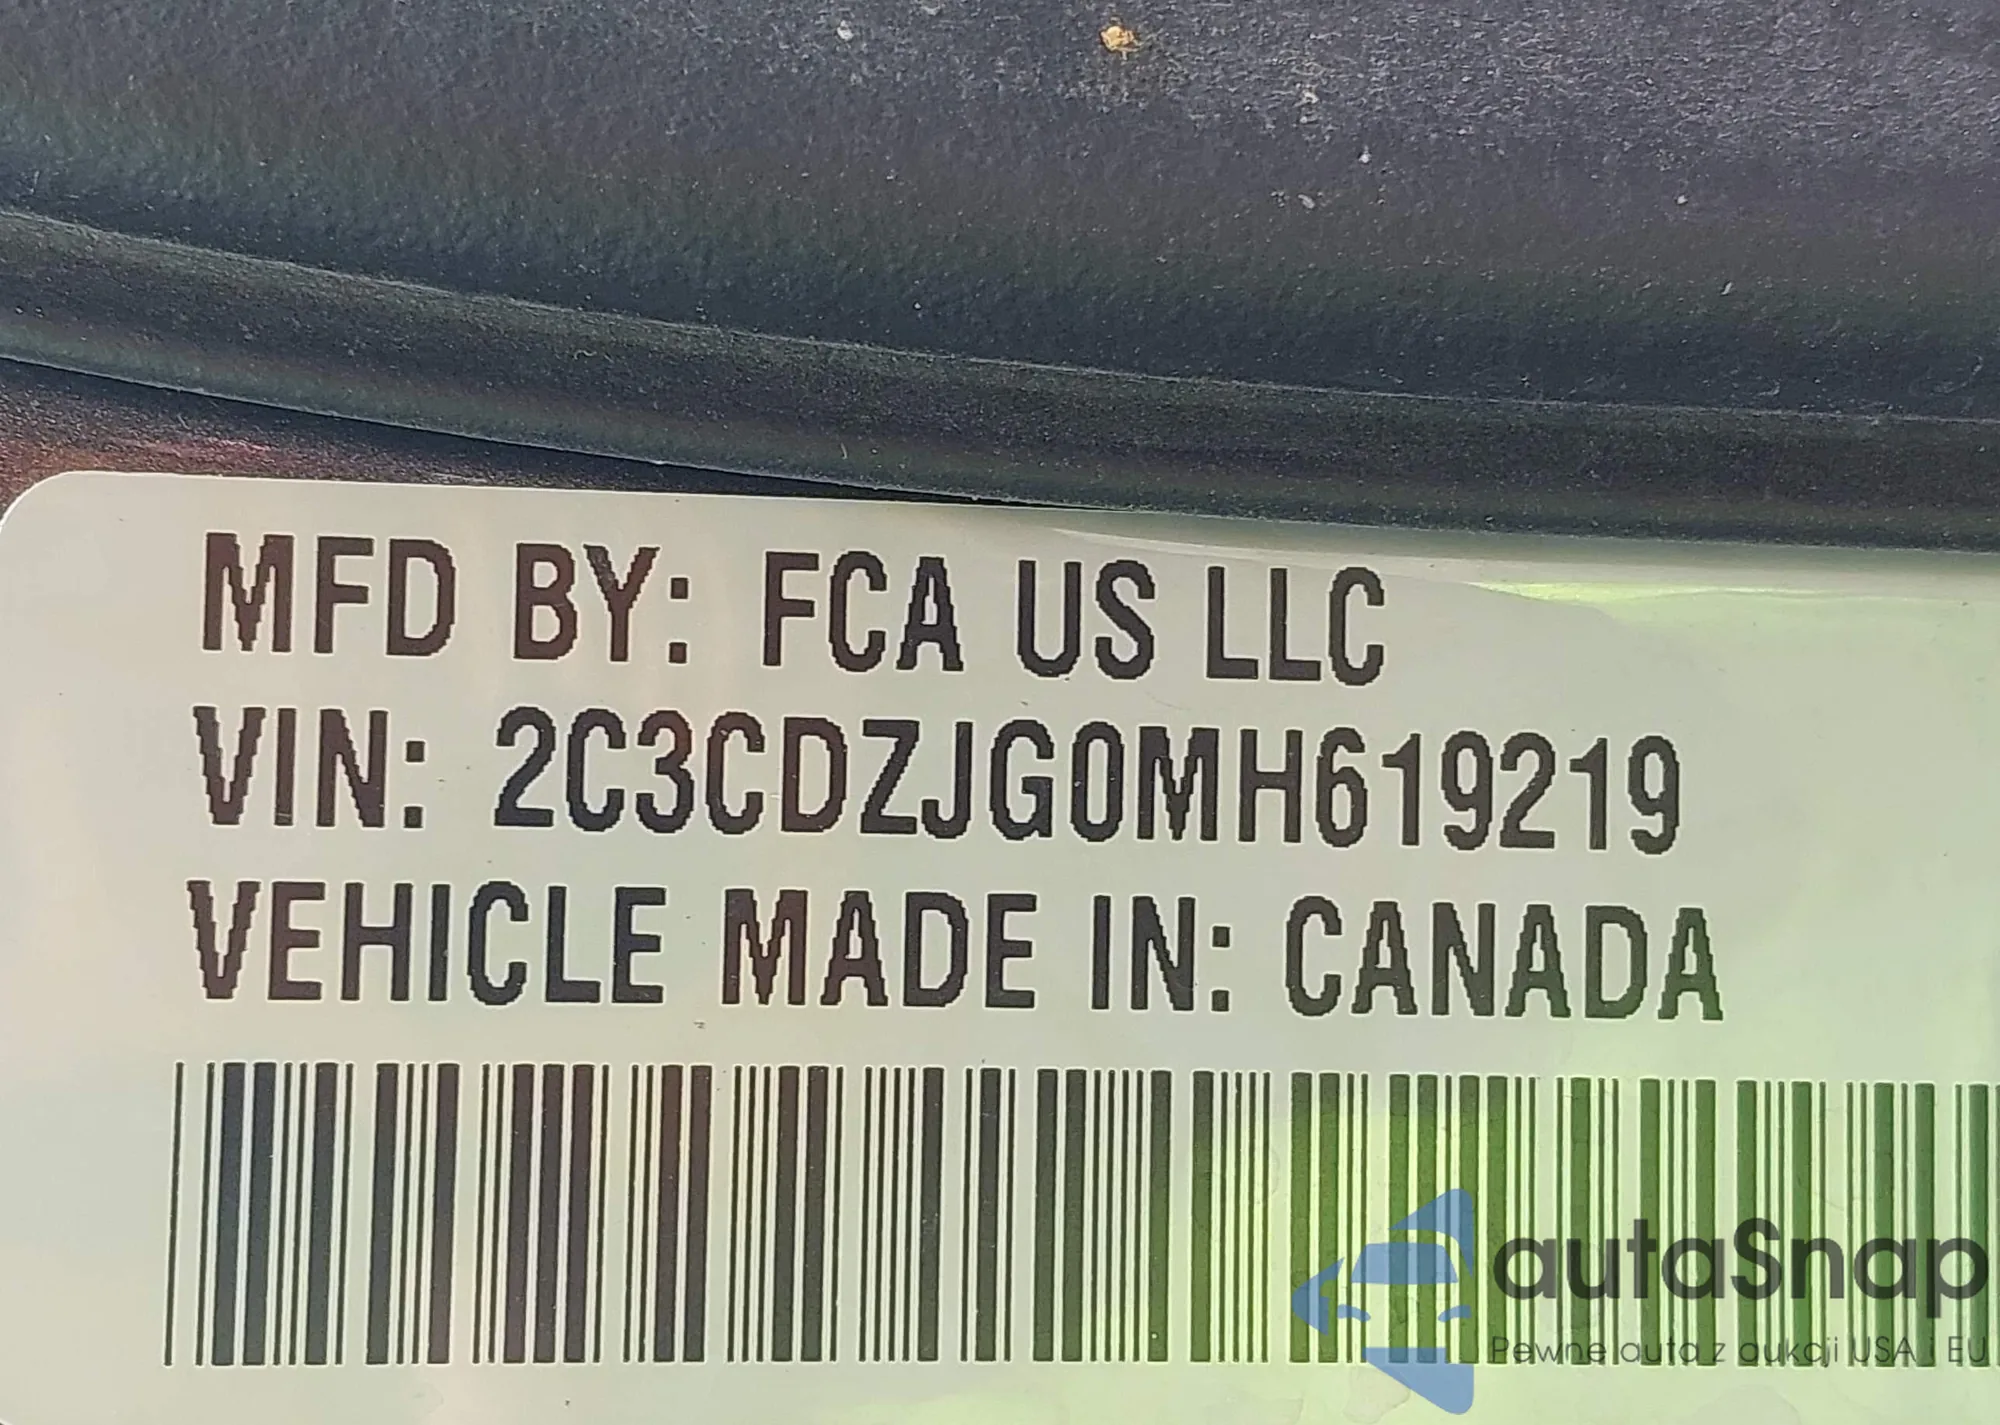 MFD BY: FCA US LLC
VIN: 2C3CDZJG0MH619219
VEHICLE MADE IN: CANADA
autaSnap
Pewne auta z aukcji USA i EU